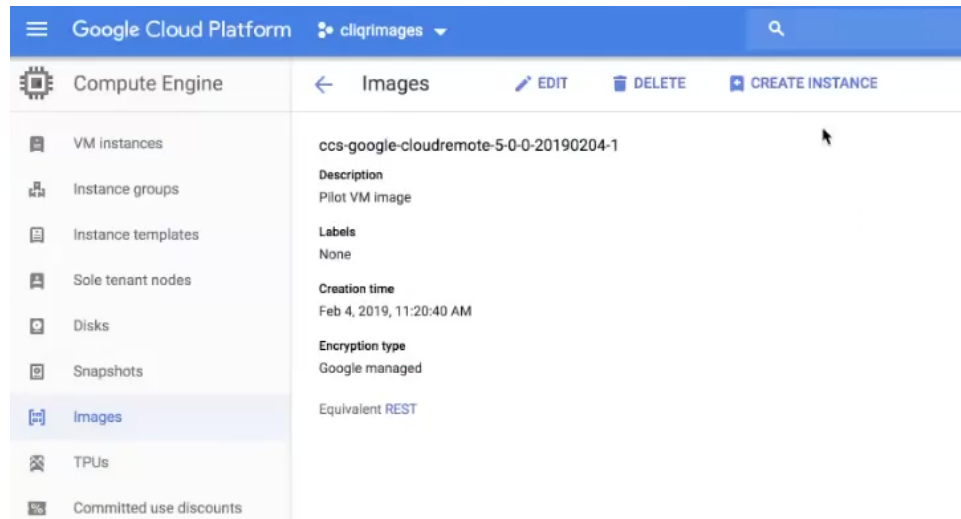 Google Cloud Platform cliqrimages
Compute Engine
Images EDIT DELETE CREATE INSTANCE
VM instances
Instance groups
Instance templates
Sole tenant nodes
Disks
Snapshots
Images
TPUs
Committed use discounts
ccs-google-cloudremote-5-0-0-20190204-1
Description
Pilot VM image
Labels
None
Creation time
Feb 4, 2019, 11:20:40 AM
Encryption type
Google managed
Equivalent REST